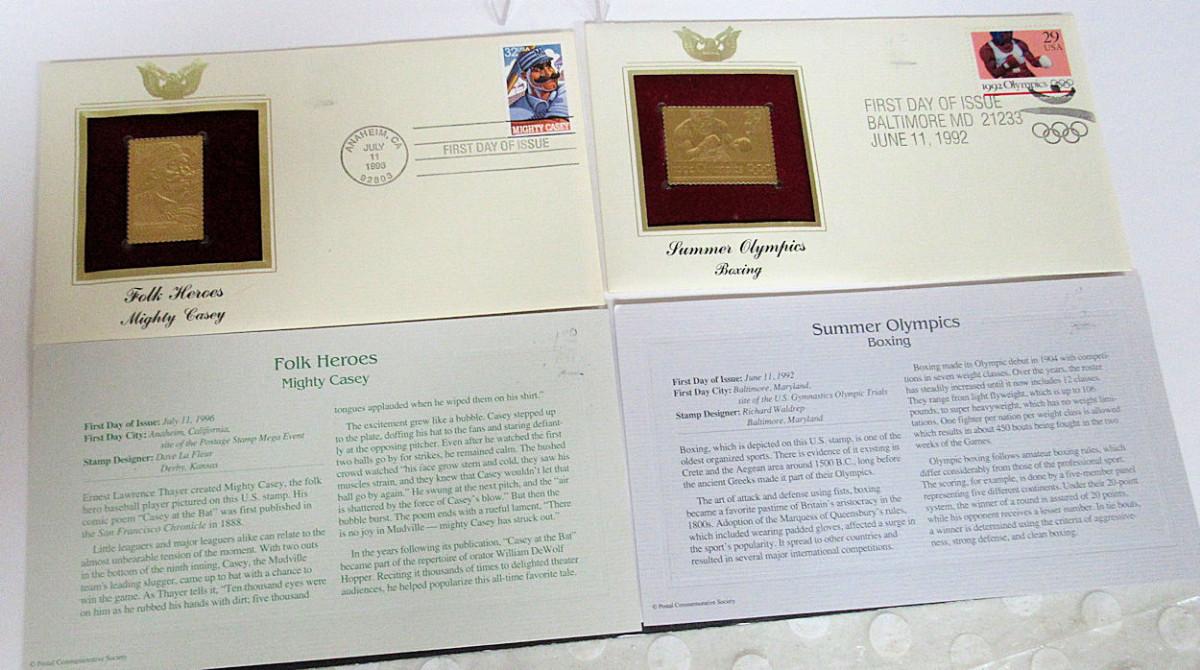 32 USA
MIGHTY CASEY
ANAHEIM, CA
JULY
11
1996
92803
FIRST DAY OF ISSUE
Folk Heroes
Mighty Casey
29
USA
1992 Olympics
FIRST DAY OF ISSUE
BALTIMORE MD 21233
JUNE 11, 1992
Summer Olympics
Boxing
Folk Heroes
Mighty Casey
First Day of Issue: July 11, 1996
First Day City: Anaheim, California,
site of the Postage Stamp Mega Event
Stamp Designer: Dave La Fleur
Derby, Kansas
Ernest Lawrence Thayer created Mighty Casey, the folk
hero baseball player pictured on this U.S. stamp. His
comic poem "Casey at the Bat" was first published in
the San Francisco Chronicle in 1888.
Little leaguers and major leaguers alike can relate to the
almost unbearable tension of the moment. With two outs
in the bottom of the ninth inning, Casey, the Mudville
team's leading slugger, came up to bat with a chance to
win the game. As Thayer tells it, "Ten thousand eyes were
on him as he rubbed his hands with dirt; five thousand
tongues applauded when he wiped them on his shirt."
The excitement grew like a bubble. Casey stepped up
to the plate, doffing his hat to the fans and staring defiant-
ly at the opposing pitcher. Even after he watched the first
two balls go by for strikes, he remained calm. The hushed
crowd watched "his face grow stern and cold, they saw his
muscles strain, and they knew that Casey wouldn't let that
ball go by again." He swung at the next pitch, and the "air
is shattered by the force of Casey's blow." But then the
bubble burst. The poem ends with a rueful lament, "There
is no joy in Mudville — mighty Casey has struck out."
In the years following its publication, "Casey at the Bat"
became part of the repertoire of orator William DeWolf
Hopper. Reciting it thousands of times to delighted theater
audiences, he helped popularize this all-time favorite tale.
© Postal Commemorative Society
Summer Olympics
Boxing
First Day of Issue: June 11, 1992
First Day City: Baltimore, Maryland,
site of the U.S. Gymnastics Olympic Trials
Stamp Designer: Richard Waldrep
Baltimore, Maryland
Boxing, which is depicted on this U.S. stamp, is one of the
oldest organized sports. There is evidence of it existing in
Crete and the Aegean area around 1500 B.C., long before
the ancient Greeks made it part of their Olympics.
The art of attack and defense using fists, boxing
became a favorite pastime of Britain's aristocracy in the
1800s. Adoption of the Marquess of Queensbury's rules,
which included wearing padded gloves, affected a surge in
the sport's popularity. It spread to other countries and
resulted in several major international competitions.
Boxing made its Olympic debut in 1904 with competi-
tions in seven weight classes. Over the years, the roster
has steadily increased until it now includes 12 classes.
They range from light flyweight, which is up to 106
pounds, to super heavyweight, which has no weight limi-
tations. One fighter per nation per weight class is allowed
which results in about 450 bouts being fought in the two
weeks of the Games.
Olympic boxing follows amateur boxing rules, which
differ considerably from those of the professional sport.
The scoring, for example, is done by a five-member panel
representing five different continents. Under their 20-point
system, the winner of a round is assured of 20 points,
while his opponent receives a lesser number. In tie bouts,
a winner is determined using the criteria of aggressive-
ness, strong defense, and clean boxing.
© Postal Commemorative Society